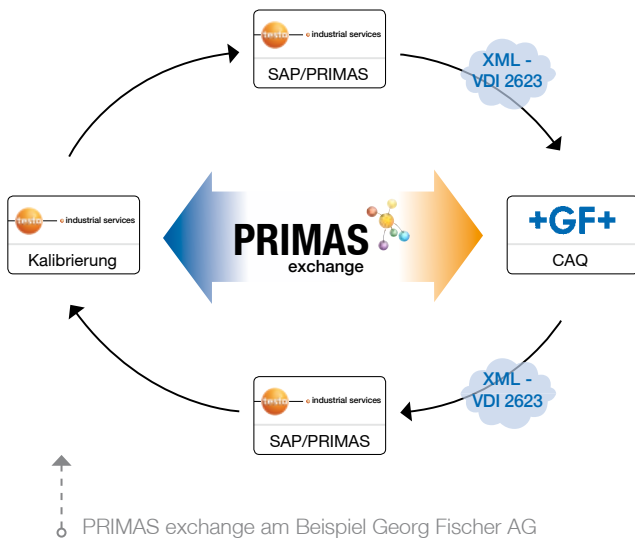 testo industrial services
SAP/PRIMAS
XML -
VDI 2623
testo industrial services
Kalibrierung
PRIMAS
exchange
+GF+
CAQ
XML -
VDI 2623
testo industrial services
SAP/PRIMAS
PRIMAS exchange am Beispiel Georg Fischer AG